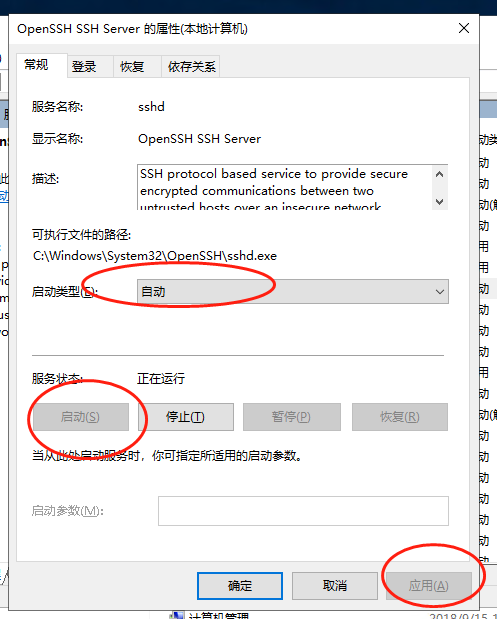 OpenSSH SSH Server 的属性(本地计算机)
常规 登录 恢复 依存关系
服务名称: sshd
显示名称: OpenSSH SSH Server
描述: SSH protocol based service to provide secure
encrypted communications between two
untrusted hosts over an insecure network
可执行文件的路径:
C:\Windows\System32\OpenSSH\sshd.exe
启动类型(E): 自动
服务状态: 正在运行
启动(S) 停止(T) 暂停(P) 恢复(R)
当从此处启动服务时，你可指定所适用的启动参数。
启动参数(M):
确定 取消 应用(A)
计算机管理